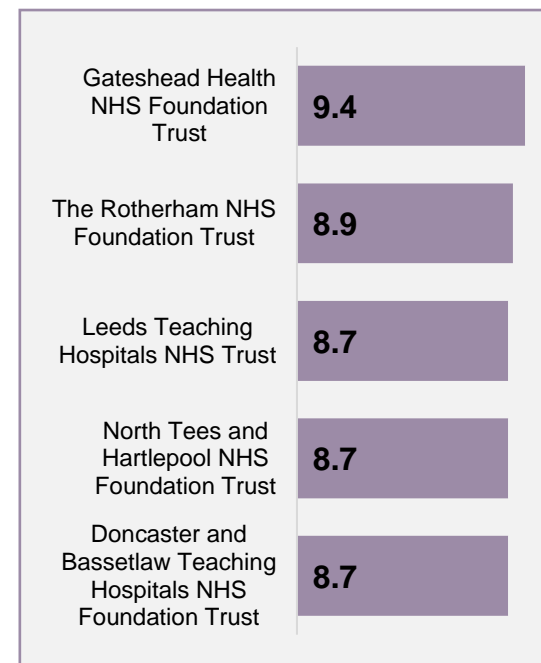 Gateshead Health
NHS Foundation
Trust
9.4
The Rotherham NHS
Foundation Trust
8.9
Leeds Teaching
Hospitals NHS Trust
8.7
North Tees and
Hartlepool NHS
Foundation Trust
8.7
Doncaster and
Bassetlaw Teaching
Hospitals NHS
Foundation Trust
8.7